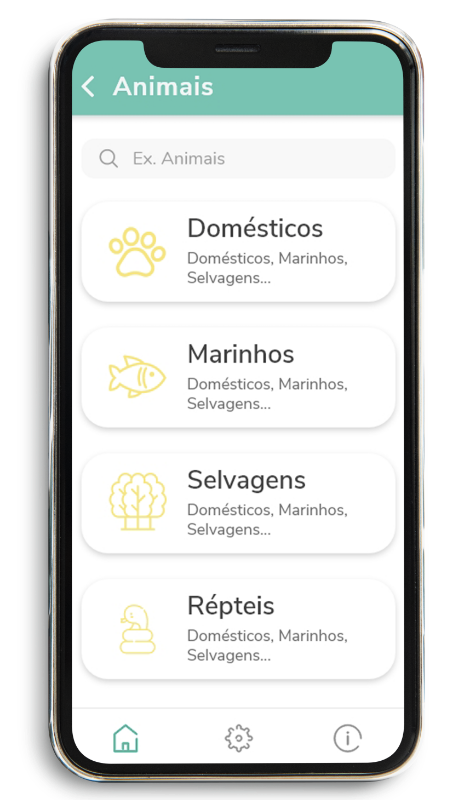 Animais
Ex. Animais
Domésticos
Domésticos, Marinhos,
Selvagens...
Marinhos
Domésticos, Marinhos,
Selvagens...
Selvagens
Domésticos, Marinhos,
Selvagens...
Répteis
Domésticos, Marinhos,
Selvagens...